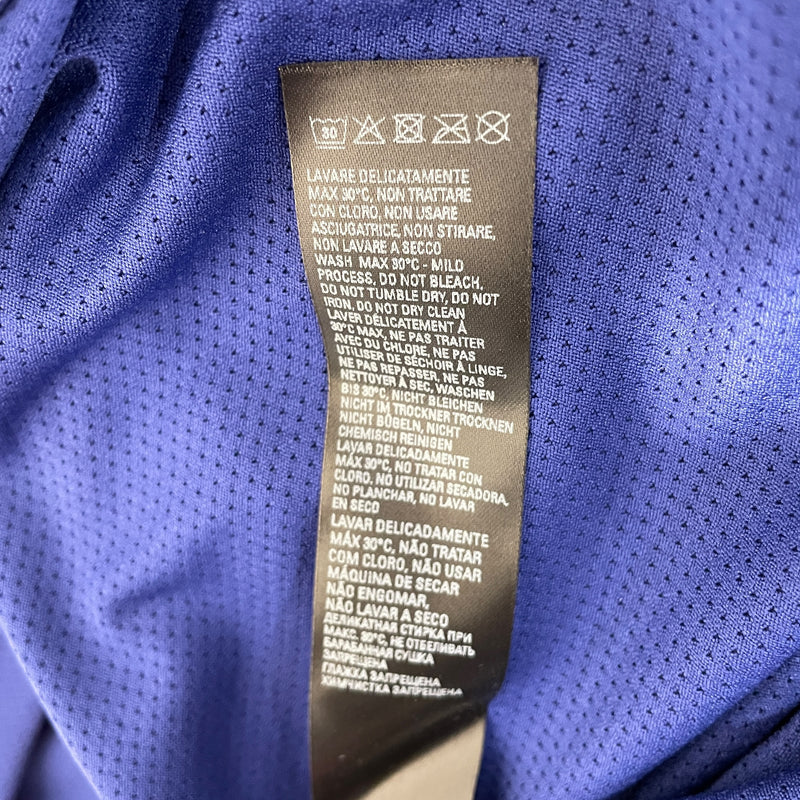 30
LAVARE DELICATAMENTE
MAX 30°C, NON TRATTARE
CON CLORO, NON USARE
ASCIUGATRICE, NON STIRARE,
NON LAVARE A SECCO
WASH MAX 30°C - MILD
PROCESS, DO NOT BLEACH,
DO NOT TUMBLE DRY, DO NOT
IRON, DO NOT DRY CLEAN
LAVER DÉLICATEMENT À
30°C MAX, NE PAS TRAITER
AVEC DU CHLORE, NE PAS
UTILISER DE SÉCHOIR À LINGE,
NE PAS REPASSER, NE PAS
NETTOYER À SEC, WASCHEN
BIS 30°C, NICHT BLEICHEN
NICHT IM TROCKNER TROCKNEN
NICHT BÜGELN, NICHT
CHEMISCH REINIGEN
LAVAR DELICADAMENTE
MÁX 30°C, NO TRATAR CON
CLORO, NO UTILIZAR SECADORA,
NO PLANCHAR, NO LAVAR
EN SECO
LAVAR DELICADAMENTE
MÁX 30°C, NÃO TRATAR
COM CLORO, NÃO USAR
MÁQUINA DE SECAR
NÃO ENGOMAR,
NÃO LAVAR À SECO
ДЕЛИКАТНАЯ СТИРКА ПРИ
МАКС. 30°C, НЕ ОТБЕЛИВАТЬ
БАРАБАННАЯ СУШКА
ЗАПРЕЩЕНА
ГЛАЖКА ЗАПРЕЩЕНА
ХИМЧИСТКА ЗАПРЕЩЕНА